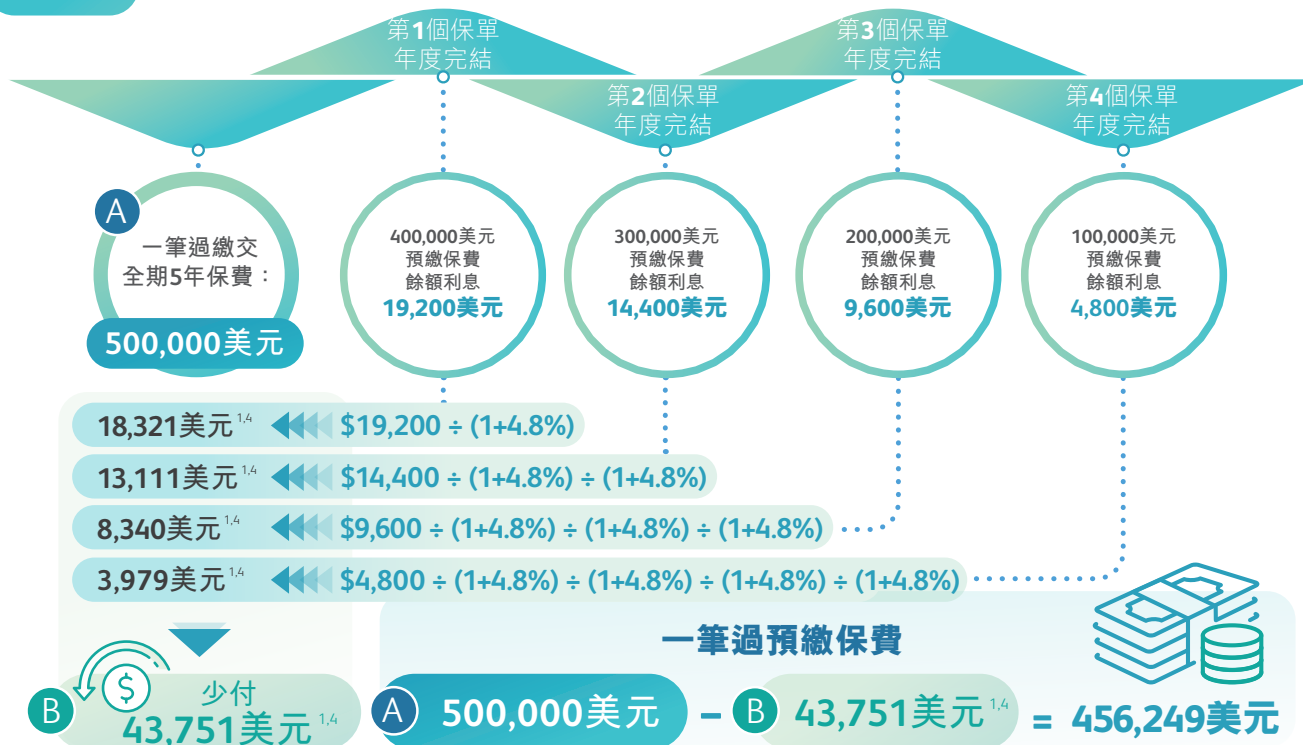 第1個保單
年度完結
第2個保單
年度完結
第3個保單
年度完結
第4個保單
年度完結
A
一筆過繳交
全期5年保費：
500,000美元
400,000美元
預繳保費
餘額利息
19,200美元
300,000美元
預繳保費
餘額利息
14,400美元
200,000美元
預繳保費
餘額利息
9,600美元
100,000美元
預繳保費
餘額利息
4,800美元
18,321美元1,4 $19,200 ÷ (1+4.8%)
13,111美元1,4 $14,400 ÷ (1+4.8%) ÷ (1+4.8%)
8,340美元1,4 $9,600 ÷ (1+4.8%) ÷ (1+4.8%) ÷ (1+4.8%)
3,979美元1,4 $4,800 ÷ (1+4.8%) ÷ (1+4.8%) ÷ (1+4.8%) ÷ (1+4.8%)
$
B
少付
43,751美元1,4
一筆過預繳保費
A 500,000美元 – B 43,751美元1,4 = 456,249美元